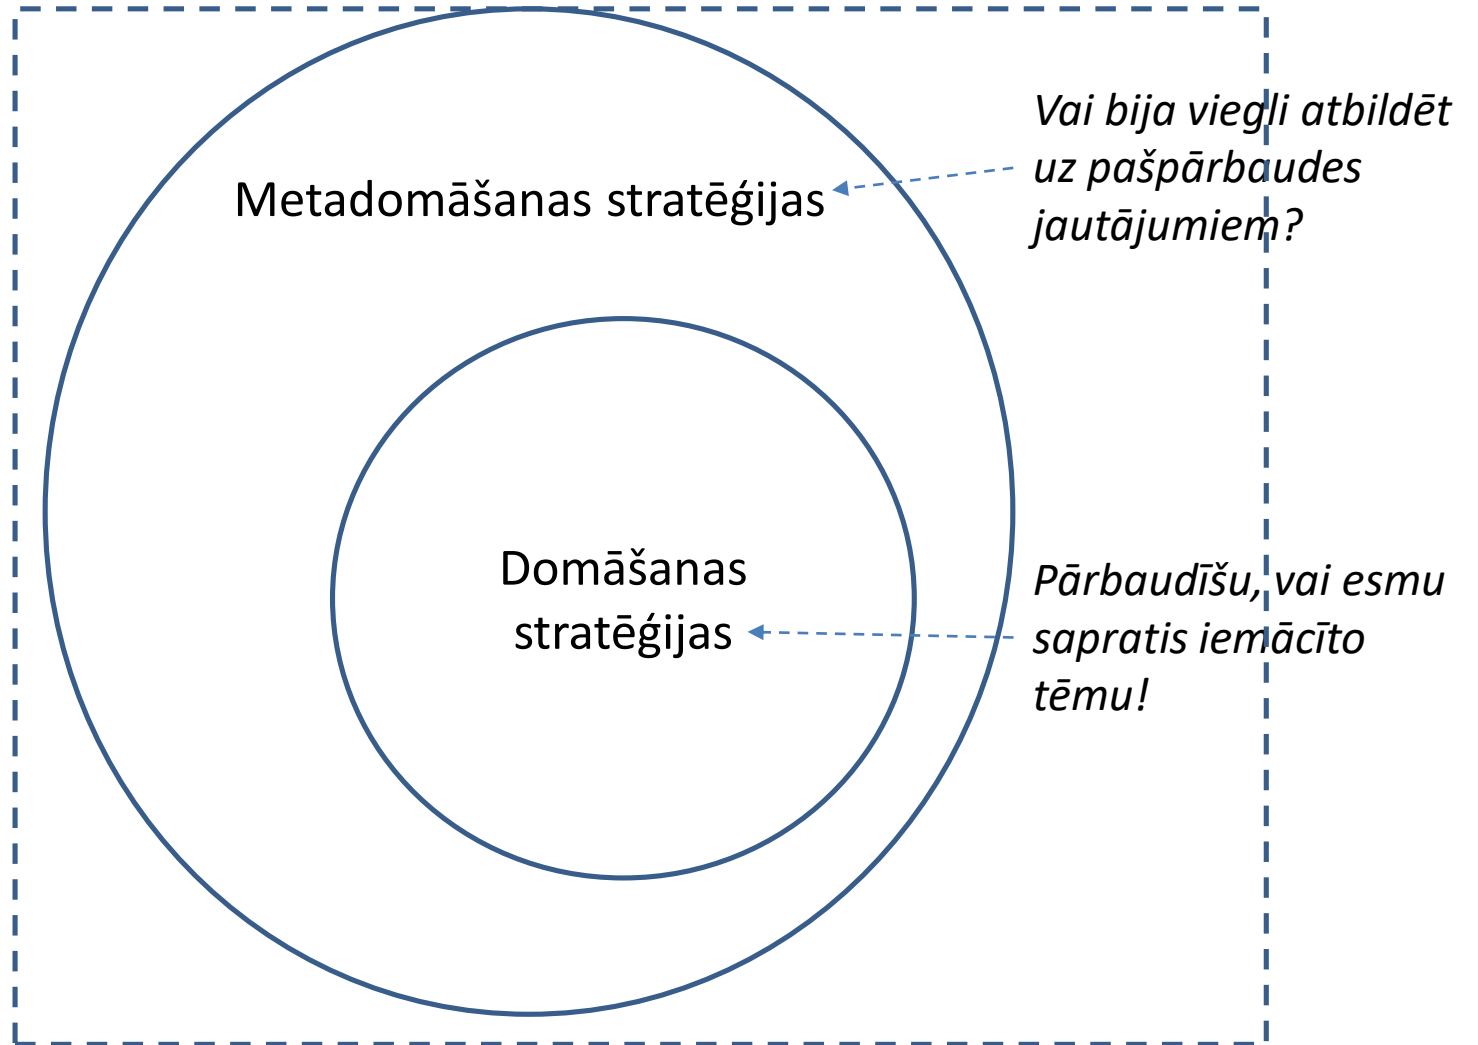 Vai bija viegli atbildēt
uz pašpārbaudes
jautājumiem?
Metadomāšanas stratēģijas
Domāšanas
stratēģijas
Pārbaudīšu, vai esmu
sapratis iemācīto
tēmu!